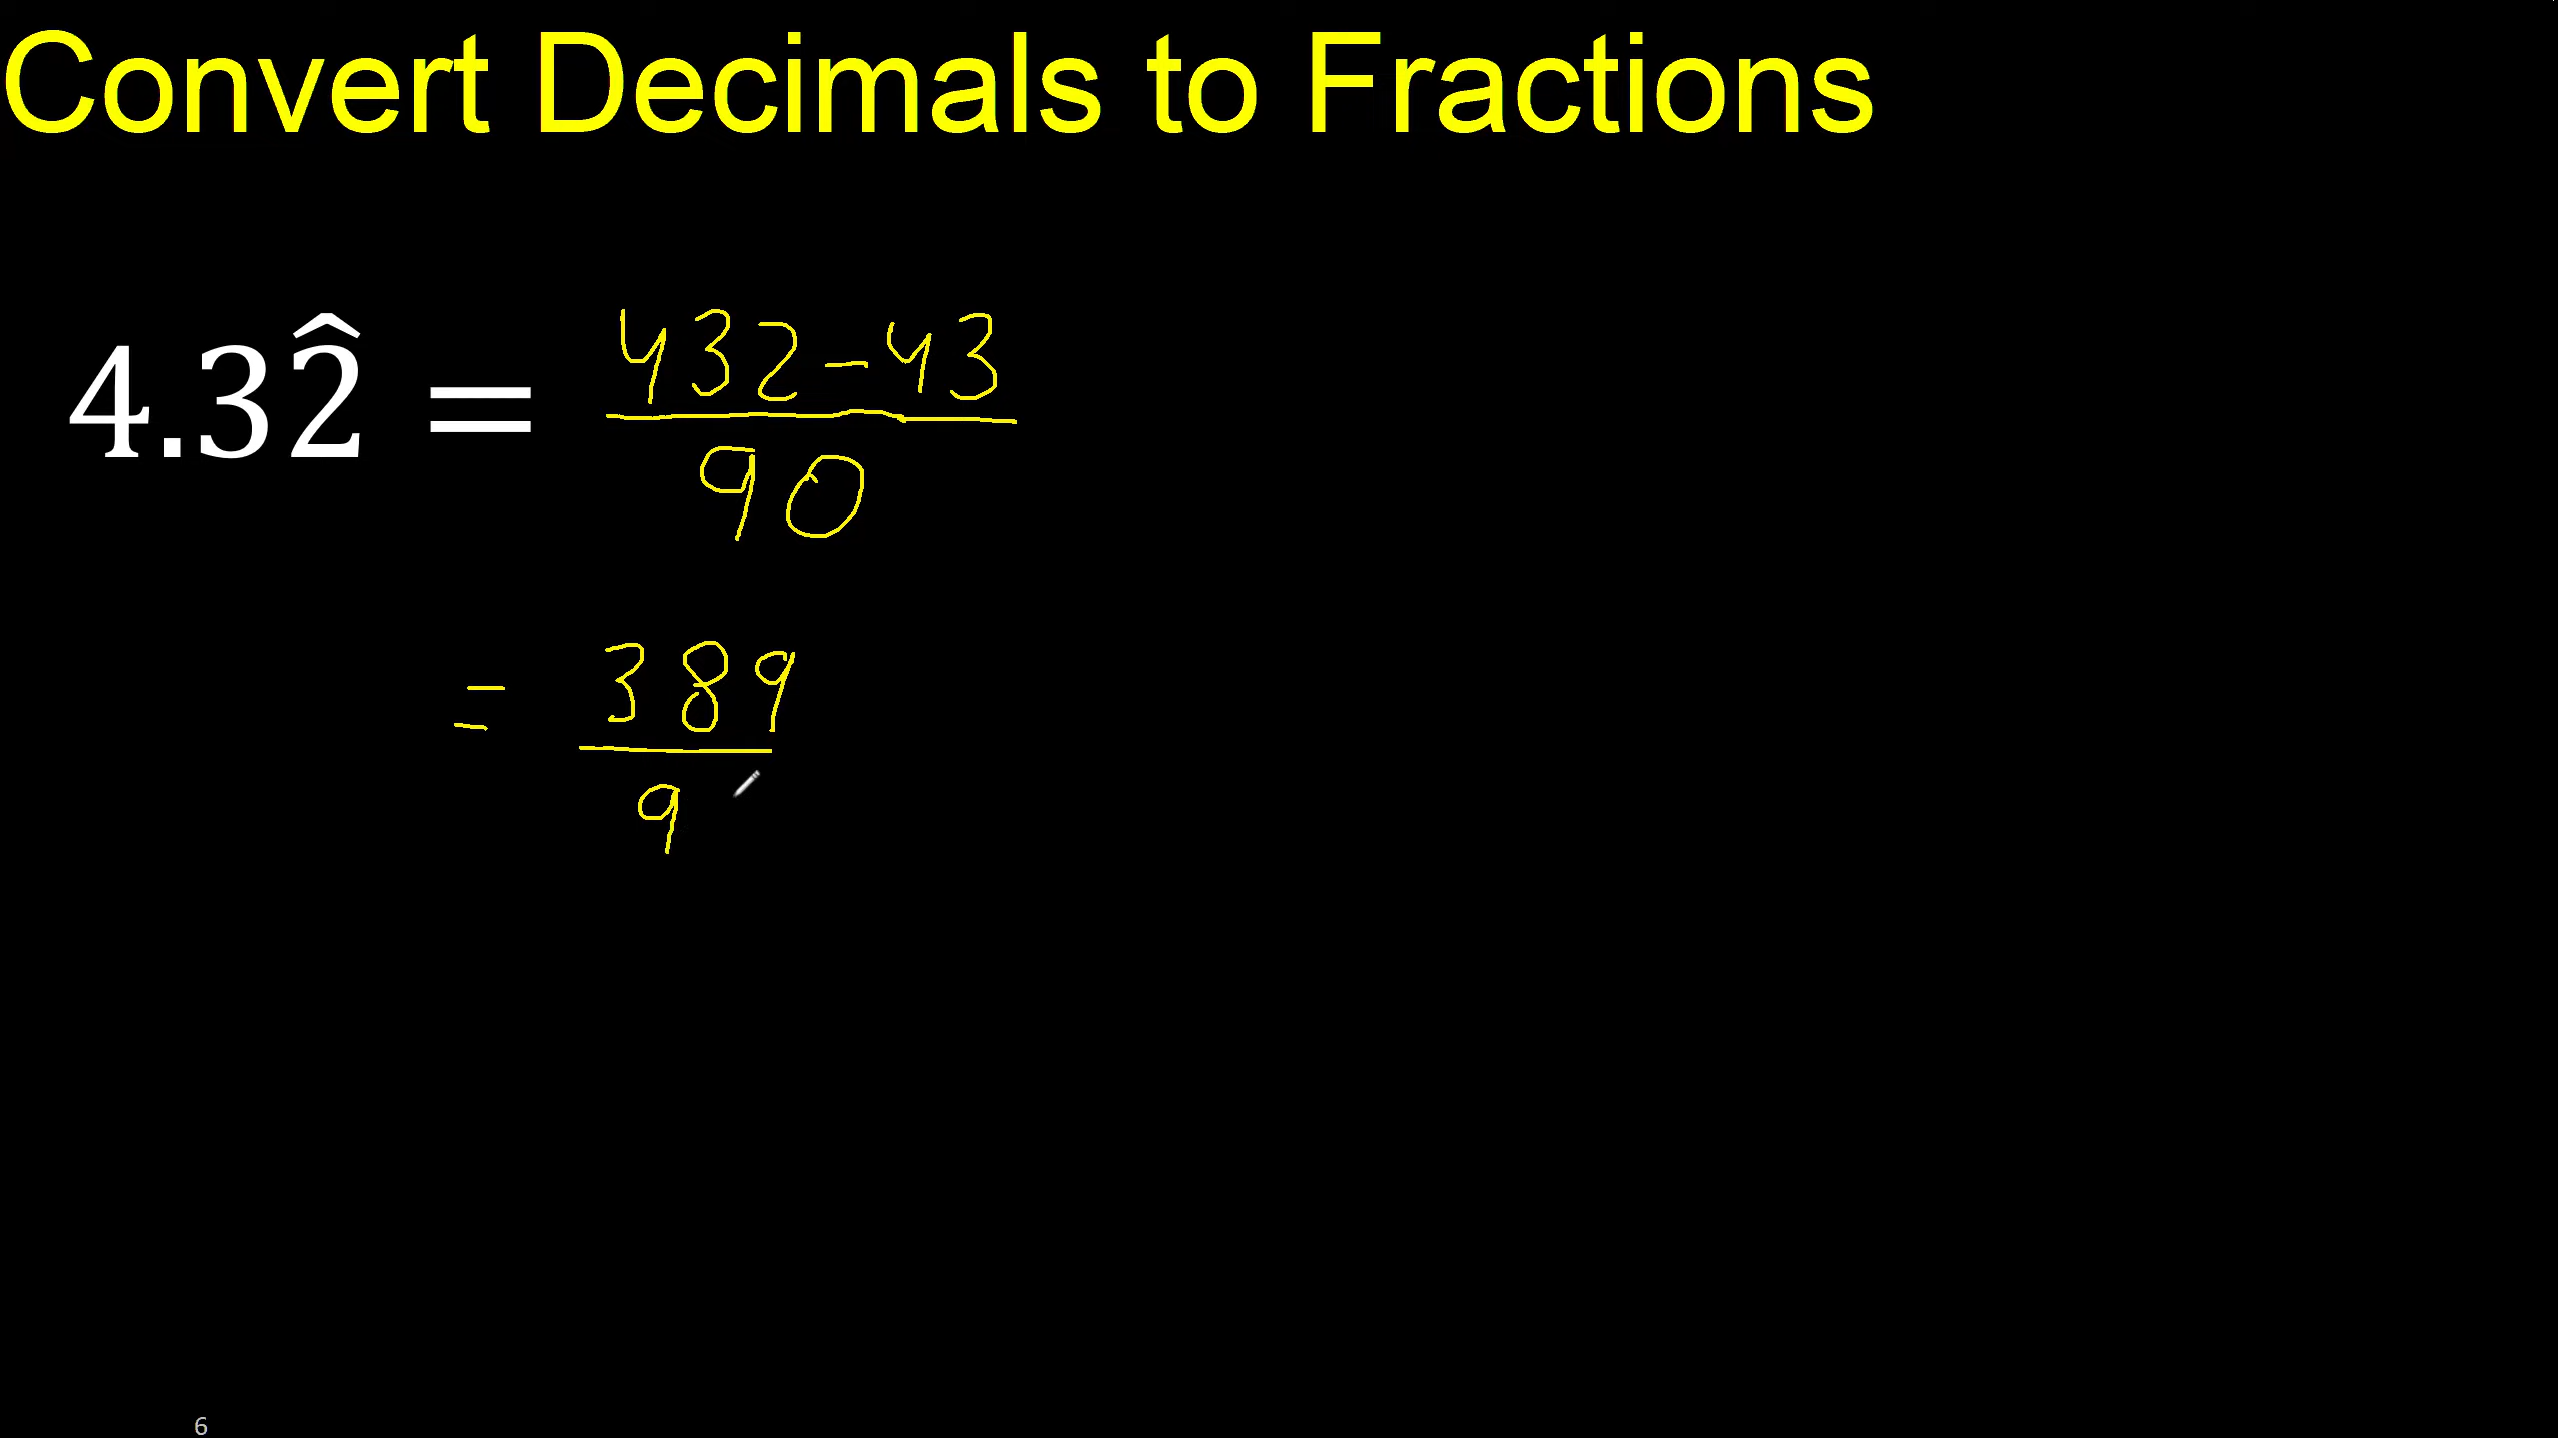 Convert Decimals to Fractions
4.32̂ = 432-43
90
= 389
9
6